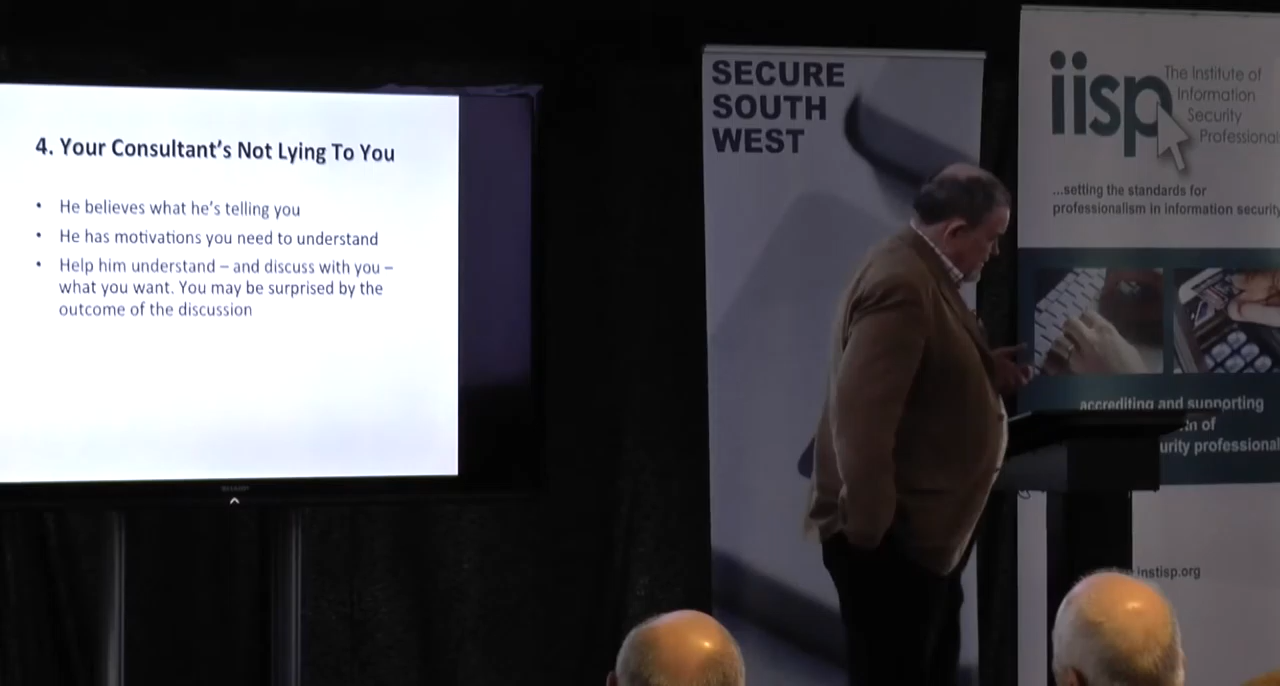 4. Your Consultant's Not Lying To You
• He believes what he's telling you
• He has motivations you need to understand
• Help him understand – and discuss with you –
what you want. You may be surprised by the
outcome of the discussion
SECURE
SOUTH
WEST
iisp
The Institute of
Information
Security
Professional
...setting the standards for
professionalism in information security
accrediting and supporting
of
urity professional
instisp.org